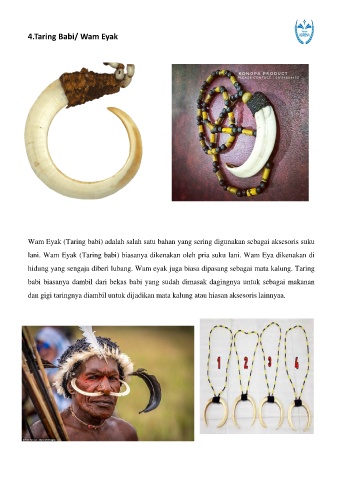 4.Taring Babi/ Wam Eyak
BONOPA PRODUCT
Wam Eyak (Taring babi) adalah salah satu bahan yang sering digunakan sebagai aksesoris suku
lani. Wam Eyak (Taring babi) biasanya dikenakan oleh pria suku lani. Wam Eya dikenakan di
hidung yang sengaja diberi lubang. Wam eyak juga biasa dipasang sebagai mata kalung. Taring
babi biasanya dambil dari bekas babi yang sudah dimasak dagingnya untuk sebagai makanan
dan gigi taringnya diambil untuk dijadikan mata kalung atau hiasan aksesoris lainnyaa.
1 2 3 4